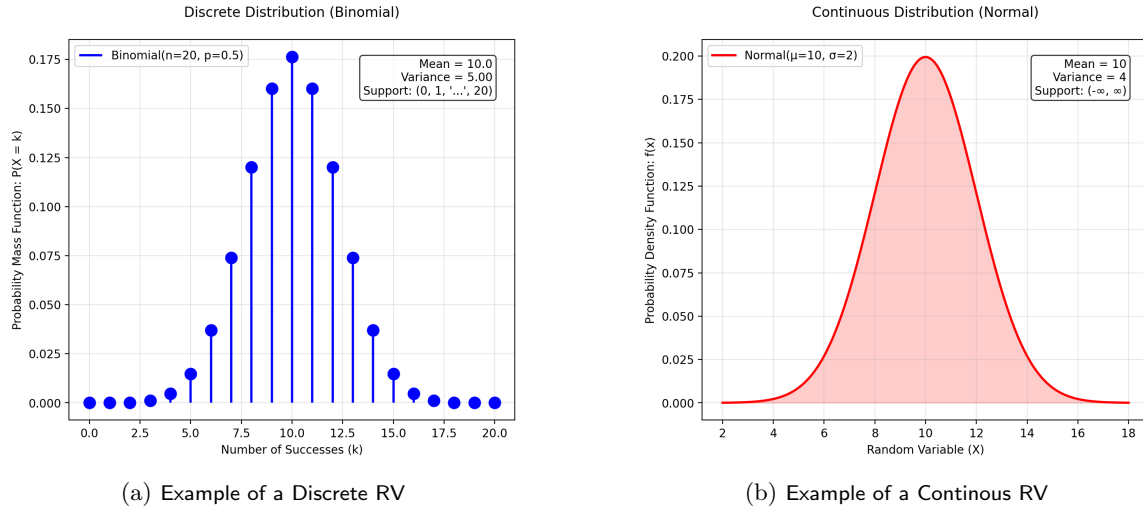 Discrete Distribution (Binomial)
Binomial(n=20, p=0.5)
Mean = 10.0
Variance = 5.00
Support: (0, 1, '...', 20)
Probability Mass Function: P(X = k)
0.175
0.150
0.125
0.100
0.075
0.050
0.025
0.000
0.0 2.5 5.0 7.5 10.0 12.5 15.0 17.5 20.0
Number of Successes (k)
(a) Example of a Discrete RV
Continuous Distribution (Normal)
Normal(μ=10, σ=2)
Mean = 10
Variance = 4
Support: (-∞, ∞)
Probability Density Function: f(x)
0.200
0.175
0.150
0.125
0.100
0.075
0.050
0.025
0.000
2 4 6 8 10 12 14 16 18
Random Variable (X)
(b) Example of a Continous RV